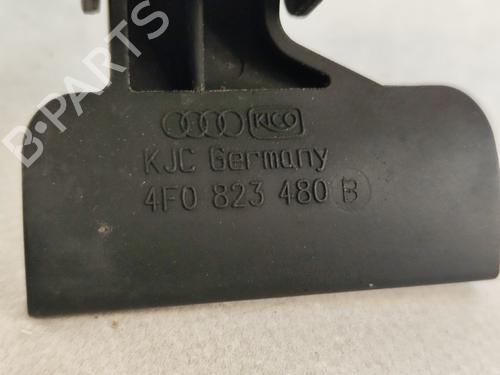 B-PARTS
KICO
KJC Germany
4F0 823 480 B